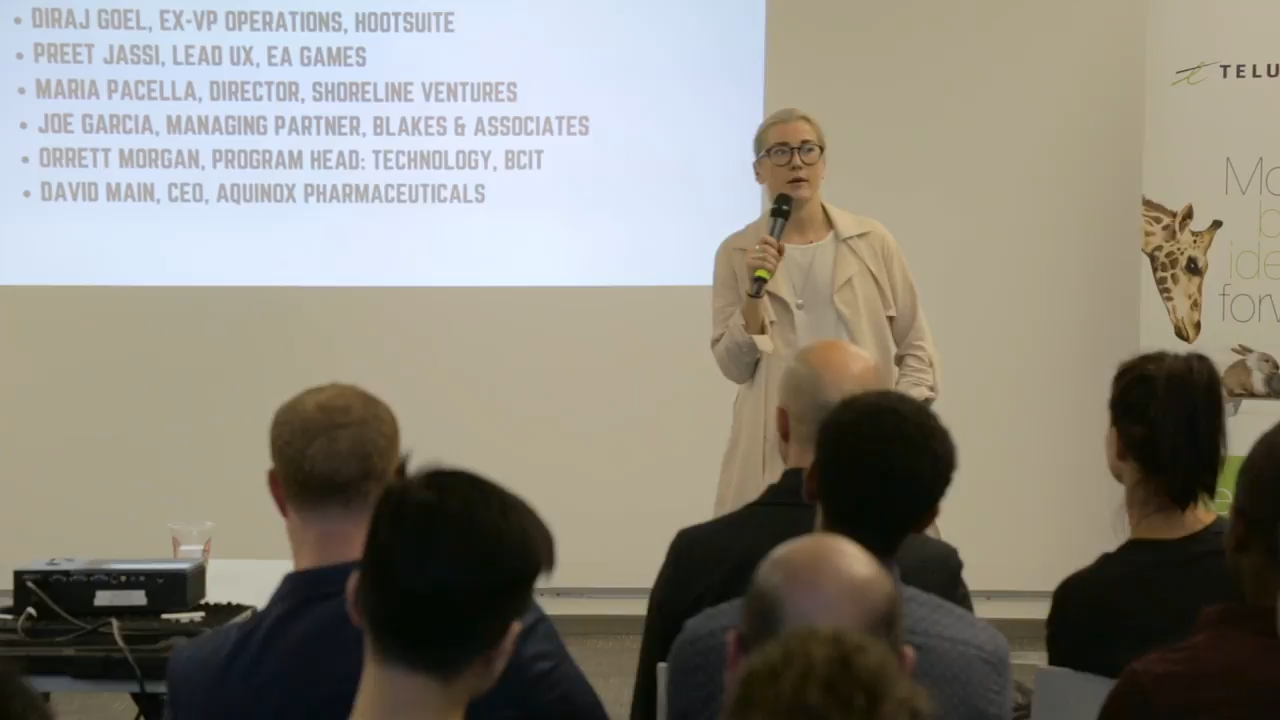 • DIRAJ GOEL, EX-VP OPERATIONS, HOOTSUITE
• PREET JASSI, LEAD UX, EA GAMES
• MARIA PACELLA, DIRECTOR, SHORELINE VENTURES
• JOE GARCIA, MANAGING PARTNER, BLAKES & ASSOCIATES
• ORRETT MORGAN, PROGRAM HEAD: TECHNOLOGY, BCIT
• DAVID MAIN, CEO, AQUINOX PHARMACEUTICALS
TELU